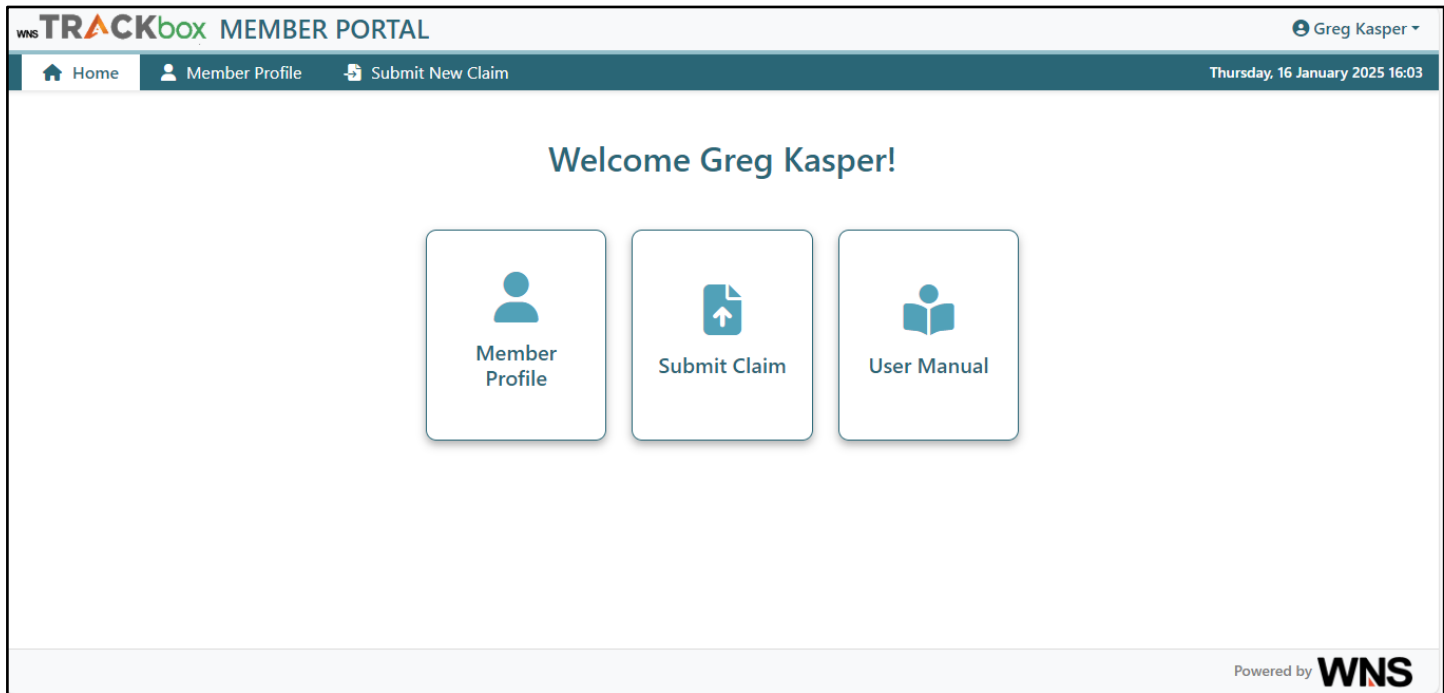 WNS TRACKbox MEMBER PORTAL
Greg Kasper
Home
Member Profile
Submit New Claim
Thursday, 16 January 2025 16:03
Welcome Greg Kasper!
Member
Profile
Submit Claim
User Manual
Powered by WNS